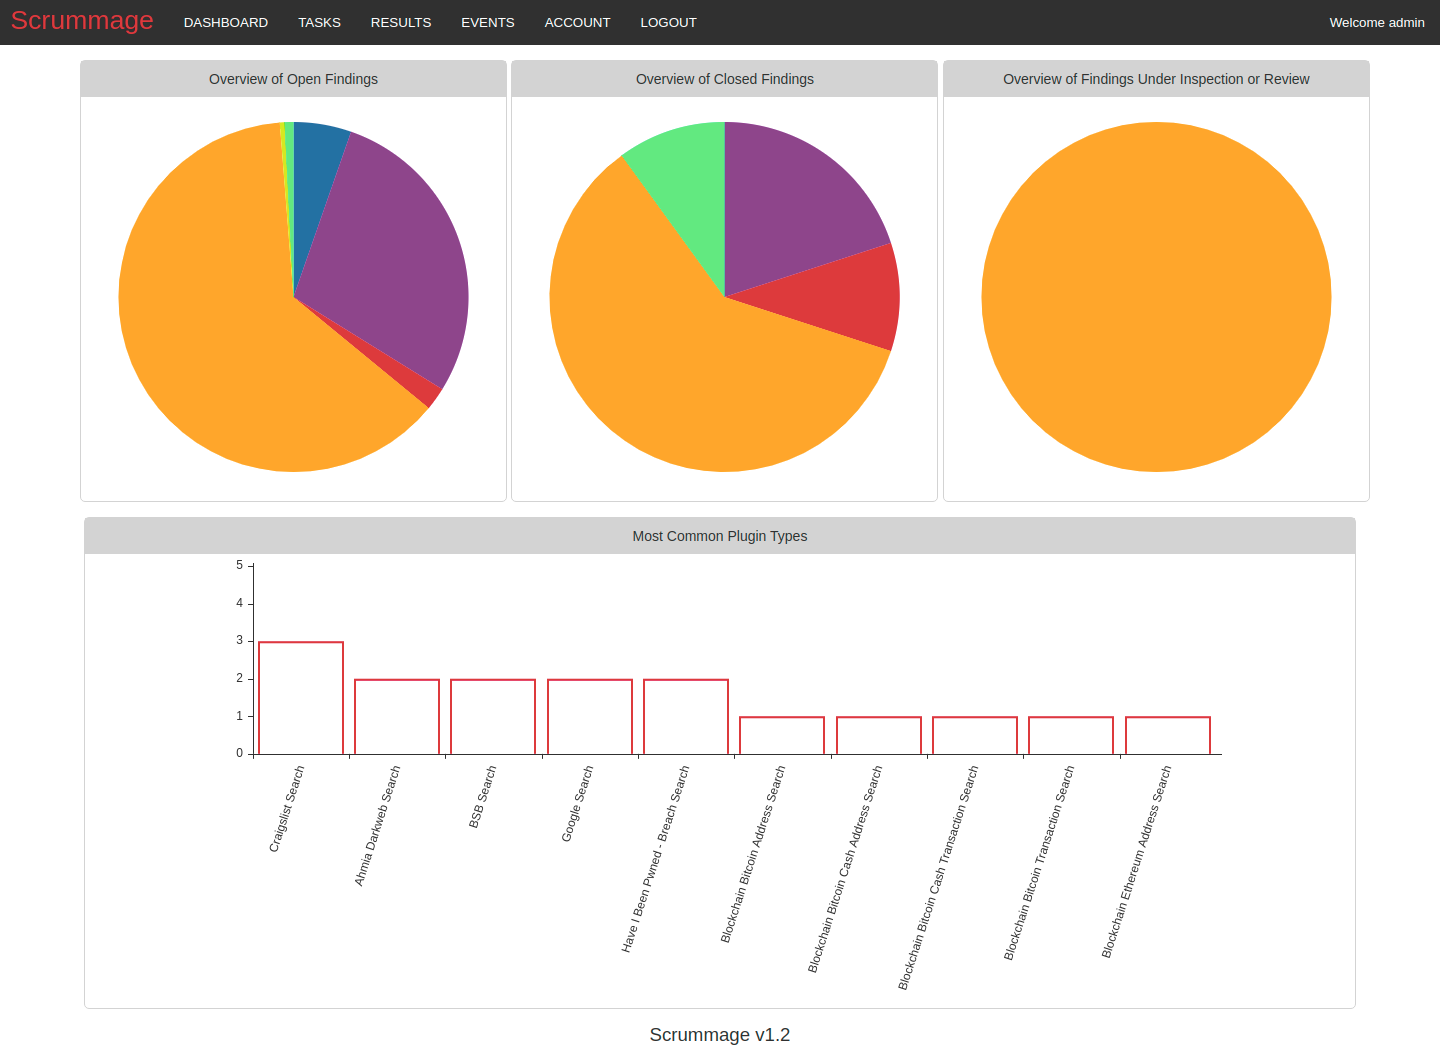 Scrummage DASHBOARD TASKS RESULTS EVENTS ACCOUNT LOGOUT Welcome admin
Overview of Open Findings
Overview of Closed Findings
Overview of Findings Under Inspection or Review
Most Common Plugin Types
5
4
3
2
1
0
Craigslist Search
Ahmia Darkweb Search
BSB Search
Google Search
Have I Been Pwned - Breach Search
Blockchain Bitcoin Address Search
Blockchain Bitcoin Cash Address Search
Blockchain Bitcoin Cash Transaction Search
Blockchain Bitcoin Transaction Search
Blockchain Ethereum Address Search
Scrummage v1.2